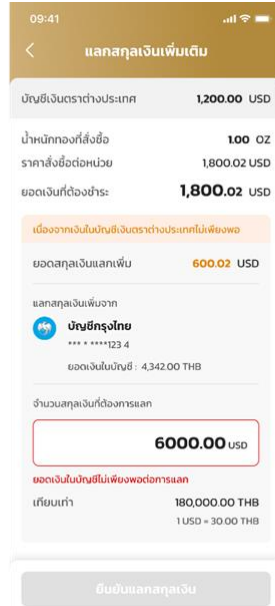 09:41
แลกสกุลเงินเพิ่มเติม
บัญชีเงินตราต่างประเทศ 1,200.00 USD
น้ำหนักทองที่สั่งซื้อ 1.00 OZ
ราคาสั่งซื้อต่อหน่วย 1,800.02 USD
ยอดเงินที่ต้องชำระ 1,800.02 USD
เนื่องจากเงินในบัญชีเงินตราต่างประเทศไม่เพียงพอ
ยอดสกุลเงินแลกเพิ่ม 600.02 USD
แลกสกุลเงินเพิ่มจาก
บัญชีกรุงไทย
*** * ****123 4
ยอดเงินในบัญชี : 4,342.00 THB
จำนวนสกุลเงินที่ต้องการแลก
6000.00 USD
ยอดเงินในบัญชีไม่เพียงพอต่อการแลก
เทียบเท่า 180,000.00 THB
1 USD = 30.00 THB
ยืนยันแลกสกุลเงิน